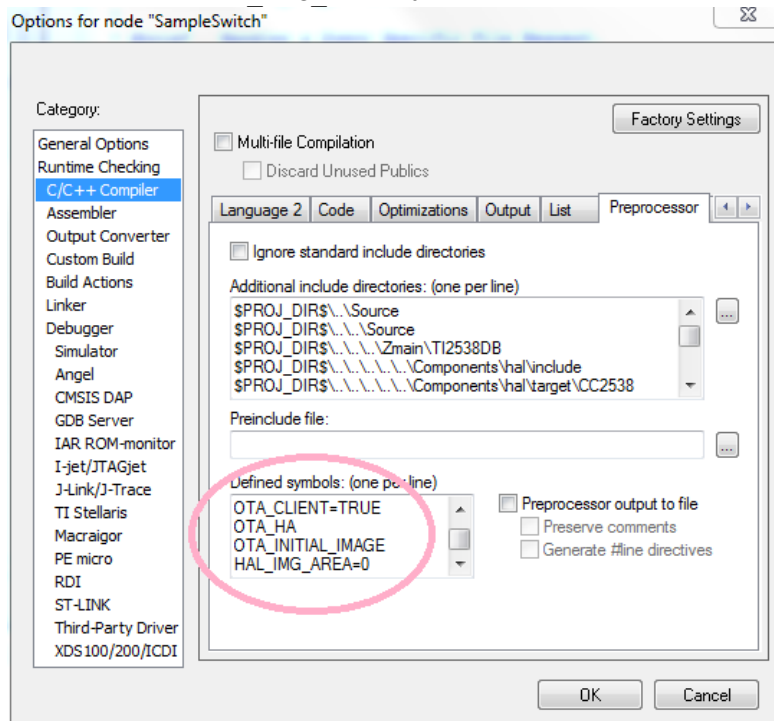 Options for node "SampleSwitch"
Category:
General Options
Runtime Checking
C/C++ Compiler
Assembler
Output Converter
Custom Build
Build Actions
Linker
Debugger
Simulator
Angel
CMSIS DAP
GDB Server
IAR ROM-monitor
I-jet/JTAGjet
J-Link/J-Trace
TI Stellaris
Macraigor
PE micro
RDI
ST-LINK
Third-Party Driver
XDS100/200/ICDI
Factory Settings
Multi-file Compilation
Discard Unused Publics
Language 2 Code Optimizations Output List Preprocessor
Ignore standard include directories
Additional include directories: (one per line)
$PROJ_DIR$\..\Source
$PROJ_DIR$\..\..\Source
$PROJ_DIR$\..\..\..\Zmain\TI2538DB
$PROJ_DIR$\..\..\..\..\..\Components\hal\include
$PROJ_DIR$\..\..\..\..\..\Components\hal\target\CC2538
...
Preinclude file:
...
Defined symbols: (one per line)
OTA_CLIENT=TRUE
OTA_HA
OTA_INITIAL_IMAGE
HAL_IMG_AREA=0
Preprocessor output to file
Preserve comments
Generate #line directives
OK Cancel